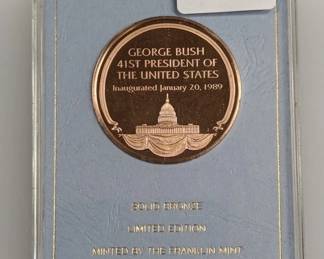 GEORGE BUSH
41ST PRESIDENT OF
THE UNITED STATES
Inaugurated January 20, 1989
SOLID BRONZE
LIMITED EDITION
MINTED BY THE FRANKLIN MINT